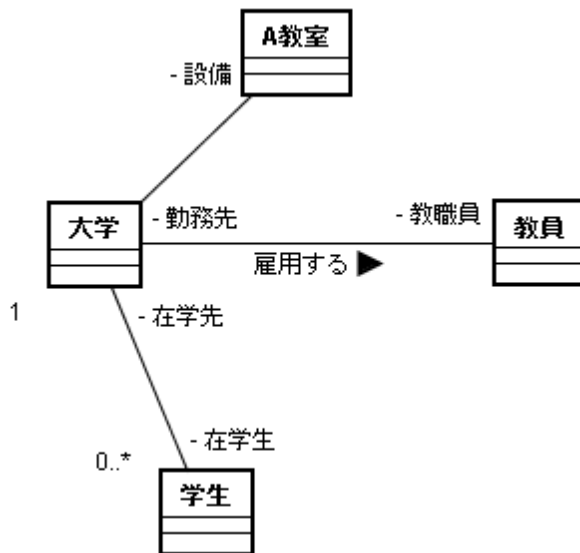 A教室
- 設備
大学
- 勤務先
- 教職員
教員
雇用する ▶
1
- 在学先
- 在学生
0..*
学生